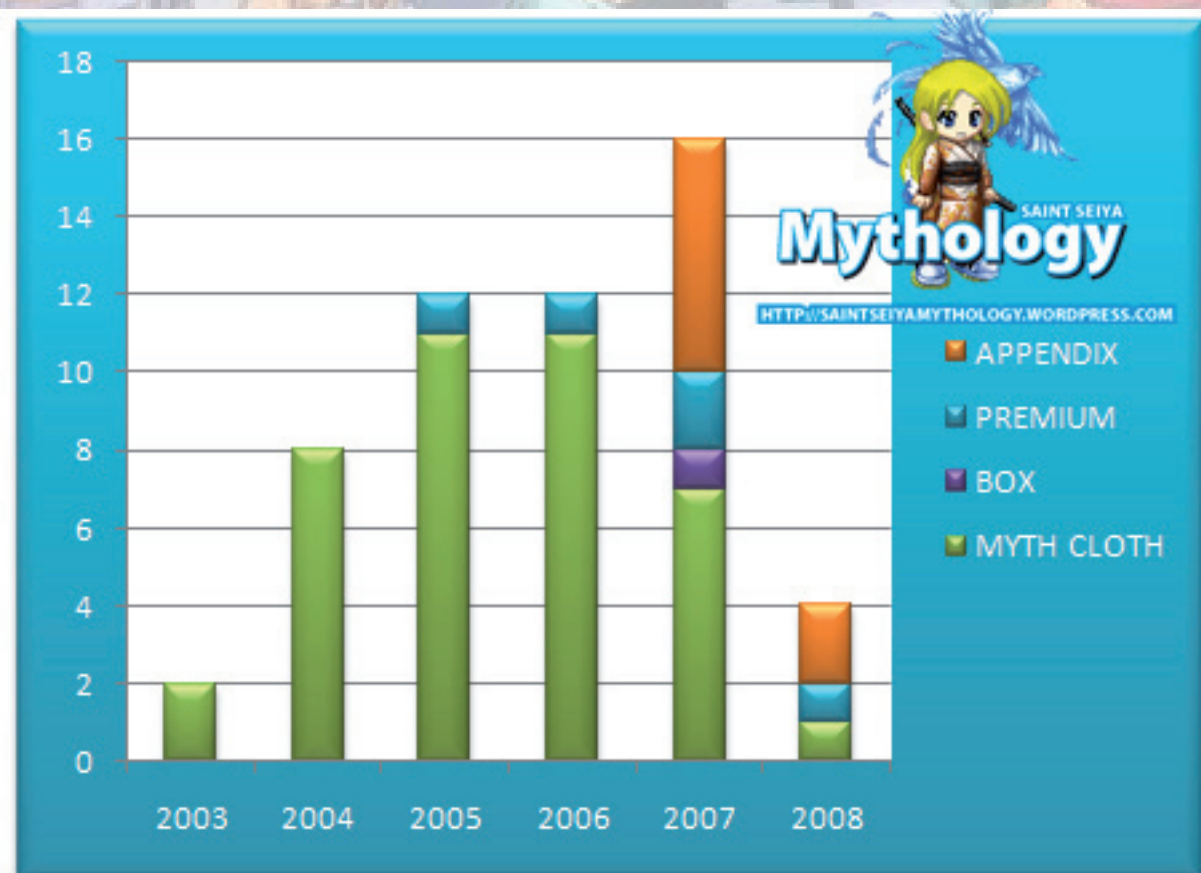 18
16
14
12
10
8
6
4
2
0
2003 2004 2005 2006 2007 2008
SAINT SEIYA
Mythology
HTTP://SAINTSEIYAMYTHOLOGY.WORDPRESS.COM
APPENDIX
PREMIUM
BOX
MYTH CLOTH